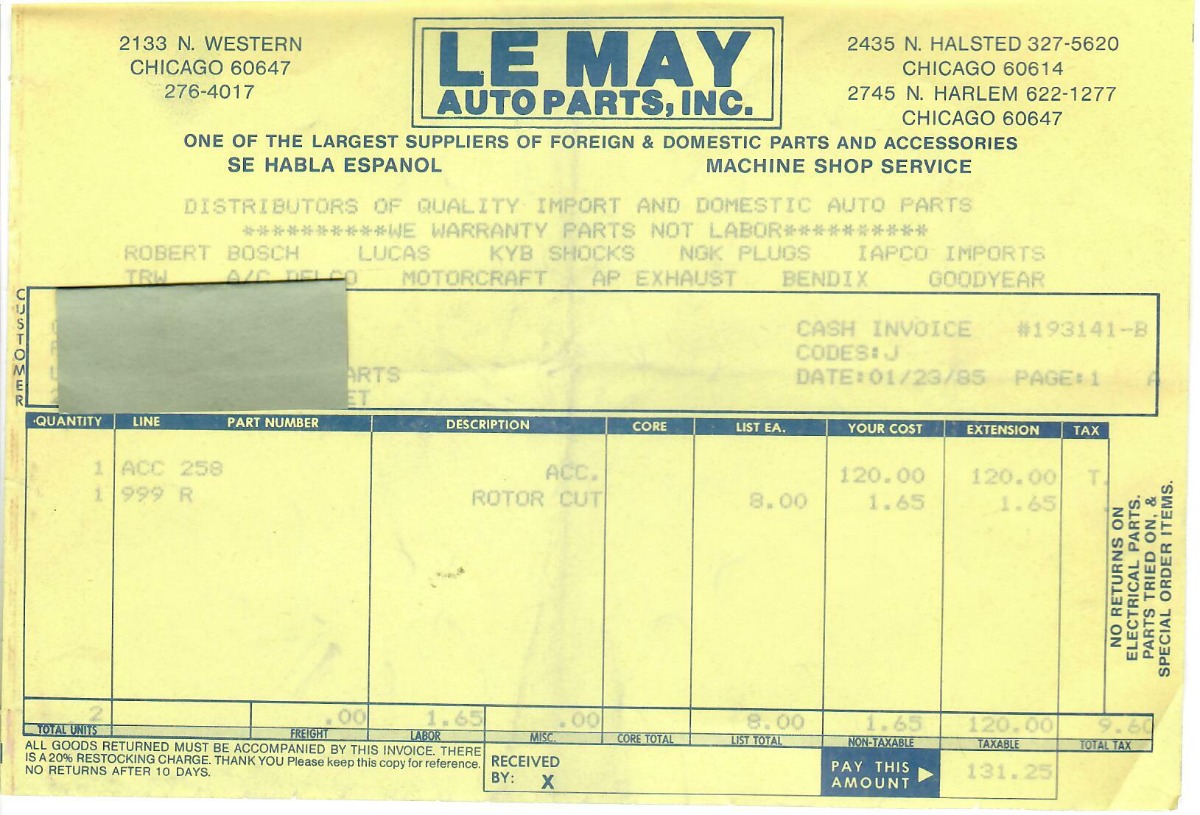 2133 N. WESTERN
CHICAGO 60647
276-4017
LE MAY
AUTO PARTS, INC.
2435 N. HALSTED 327-5620
CHICAGO 60614
2745 N. HARLEM 622-1277
CHICAGO 60647
ONE OF THE LARGEST SUPPLIERS OF FOREIGN & DOMESTIC PARTS AND ACCESSORIES
SE HABLA ESPANOL MACHINE SHOP SERVICE
DISTRIBUTORS OF QUALITY IMPORT AND DOMESTIC AUTO PARTS
**********WE WARRANTY PARTS NOT LABOR**********
ROBERT BOSCH LUCAS KYB SHOCKS NGK PLUGS IAPCO IMPORTS
TRW A/C DELCO MOTORCRAFT AP EXHAUST BENDIX GOODYEAR
CUSTOMER
CASH INVOICE #193141-B
CODES:J
ARTS DATE:01/23/85 PAGE:1 A
ET
QUANTITY LINE PART NUMBER DESCRIPTION CORE LIST EA. YOUR COST EXTENSION TAX
1 ACC 258 ACC. 120.00 120.00 T.
1 999 R ROTOR CUT 8.00 1.65 1.65
NO RETURNS ON
ELECTRICAL PARTS.
PARTS TRIED ON, &
SPECIAL ORDER ITEMS.
2 .00 1.65 .00 8.00 1.65 120.00 9.60
TOTAL UNITS FREIGHT LABOR MISC. CORE TOTAL LIST TOTAL NON-TAXABLE TAXABLE TOTAL TAX
ALL GOODS RETURNED MUST BE ACCOMPANIED BY THIS INVOICE. THERE
IS A 20% RESTOCKING CHARGE. THANK YOU Please keep this copy for reference.
NO RETURNS AFTER 10 DAYS.
RECEIVED
BY: X
PAY THIS
AMOUNT
131.25